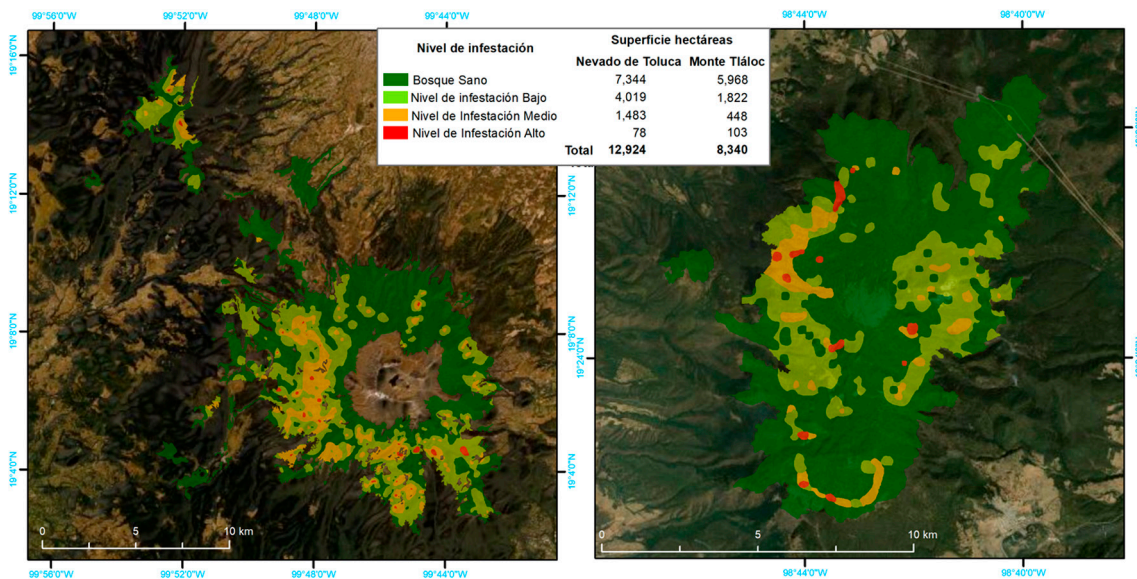 99°56'0"W 99°52'0"W 99°48'0"W 99°44'0"W
98°44'0"W 98°40'0"W
Nivel de infestación Superficie hectáreas
Nevado de Toluca Monte Tláloc
Bosque Sano 7,344 5,968
Nivel de infestación Bajo 4,019 1,822
Nivel de Infestación Medio 1,483 448
Nivel de Infestación Alto 78 103
Total 12,924 8,340
19°16'0"N
19°12'0"N
19°8'0"N
19°4'0"N
19°12'0"N
19°8'0"N
19°24'0"N
19°4'0"N
0 5 10 km
0 5 10 km
99°56'0"W 99°52'0"W 99°48'0"W 99°44'0"W
98°44'0"W 98°40'0"W